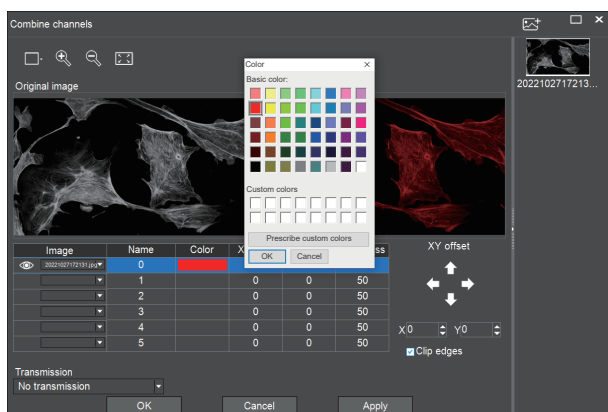 Combine channels
Original image
2022102717213...
Color
Basic color:
Custom colors
Prescribe custom colors
OK Cancel
Image Name Color X ss
20221027172131.jpg 0
1 0 0 50
2 0 0 50
3 0 0 50
4 0 0 50
5 0 0 50
XY offset
X 0 Y 0
Clip edges
Transmission
No transmission
OK Cancel Apply